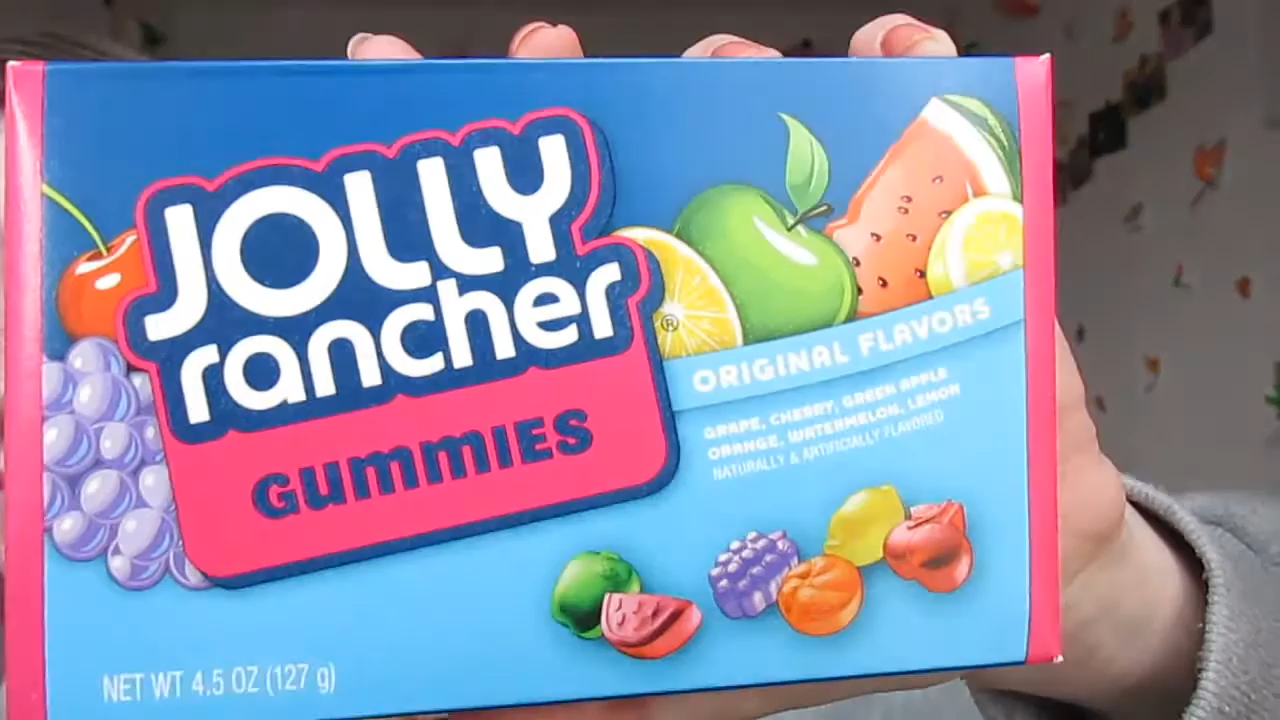 JOLLY
rancher
®
GUMMIES
ORIGINAL FLAVORS
GRAPE, CHERRY, GREEN APPLE
ORANGE, WATERMELON, LEMON
NATURALLY & ARTIFICIALLY FLAVORED
NET WT 4.5 OZ (127 g)